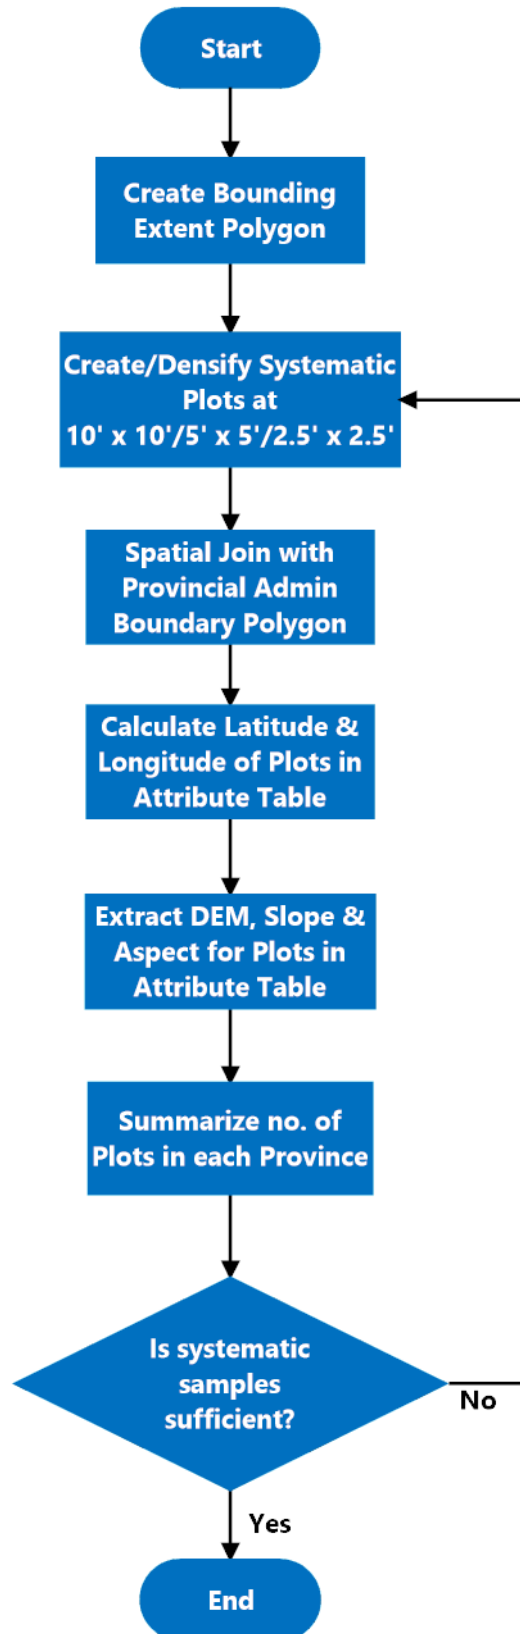 Start
Create Bounding
Extent Polygon
Create/Densify Systematic
Plots at
10' x 10'/5' x 5'/2.5' x 2.5'
Spatial Join with
Provincial Admin
Boundary Polygon
Calculate Latitude &
Longitude of Plots in
Attribute Table
Extract DEM, Slope &
Aspect for Plots in
Attribute Table
Summarize no. of
Plots in each Province
Is systematic
samples
sufficient?
No
Yes
End